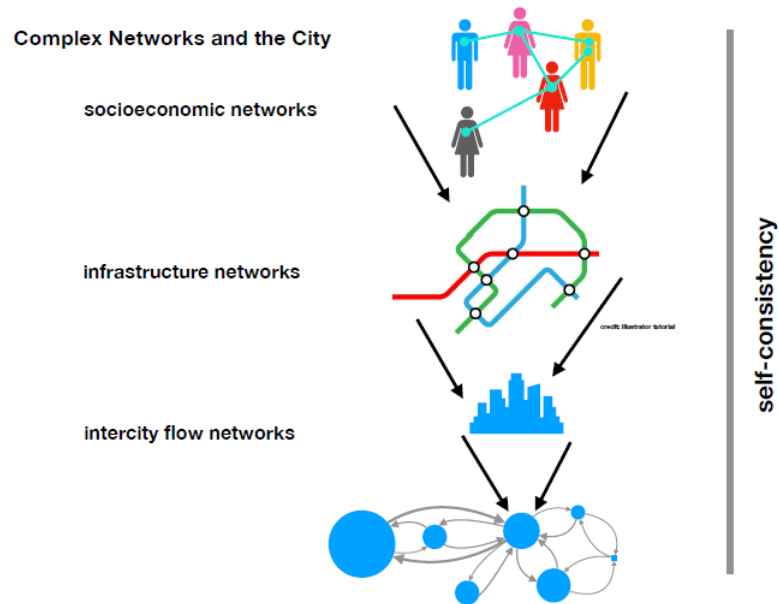 Complex Networks and the City
socioeconomic networks
infrastructure networks
credit: illustrator tutorial
intercity flow networks
self-consistency